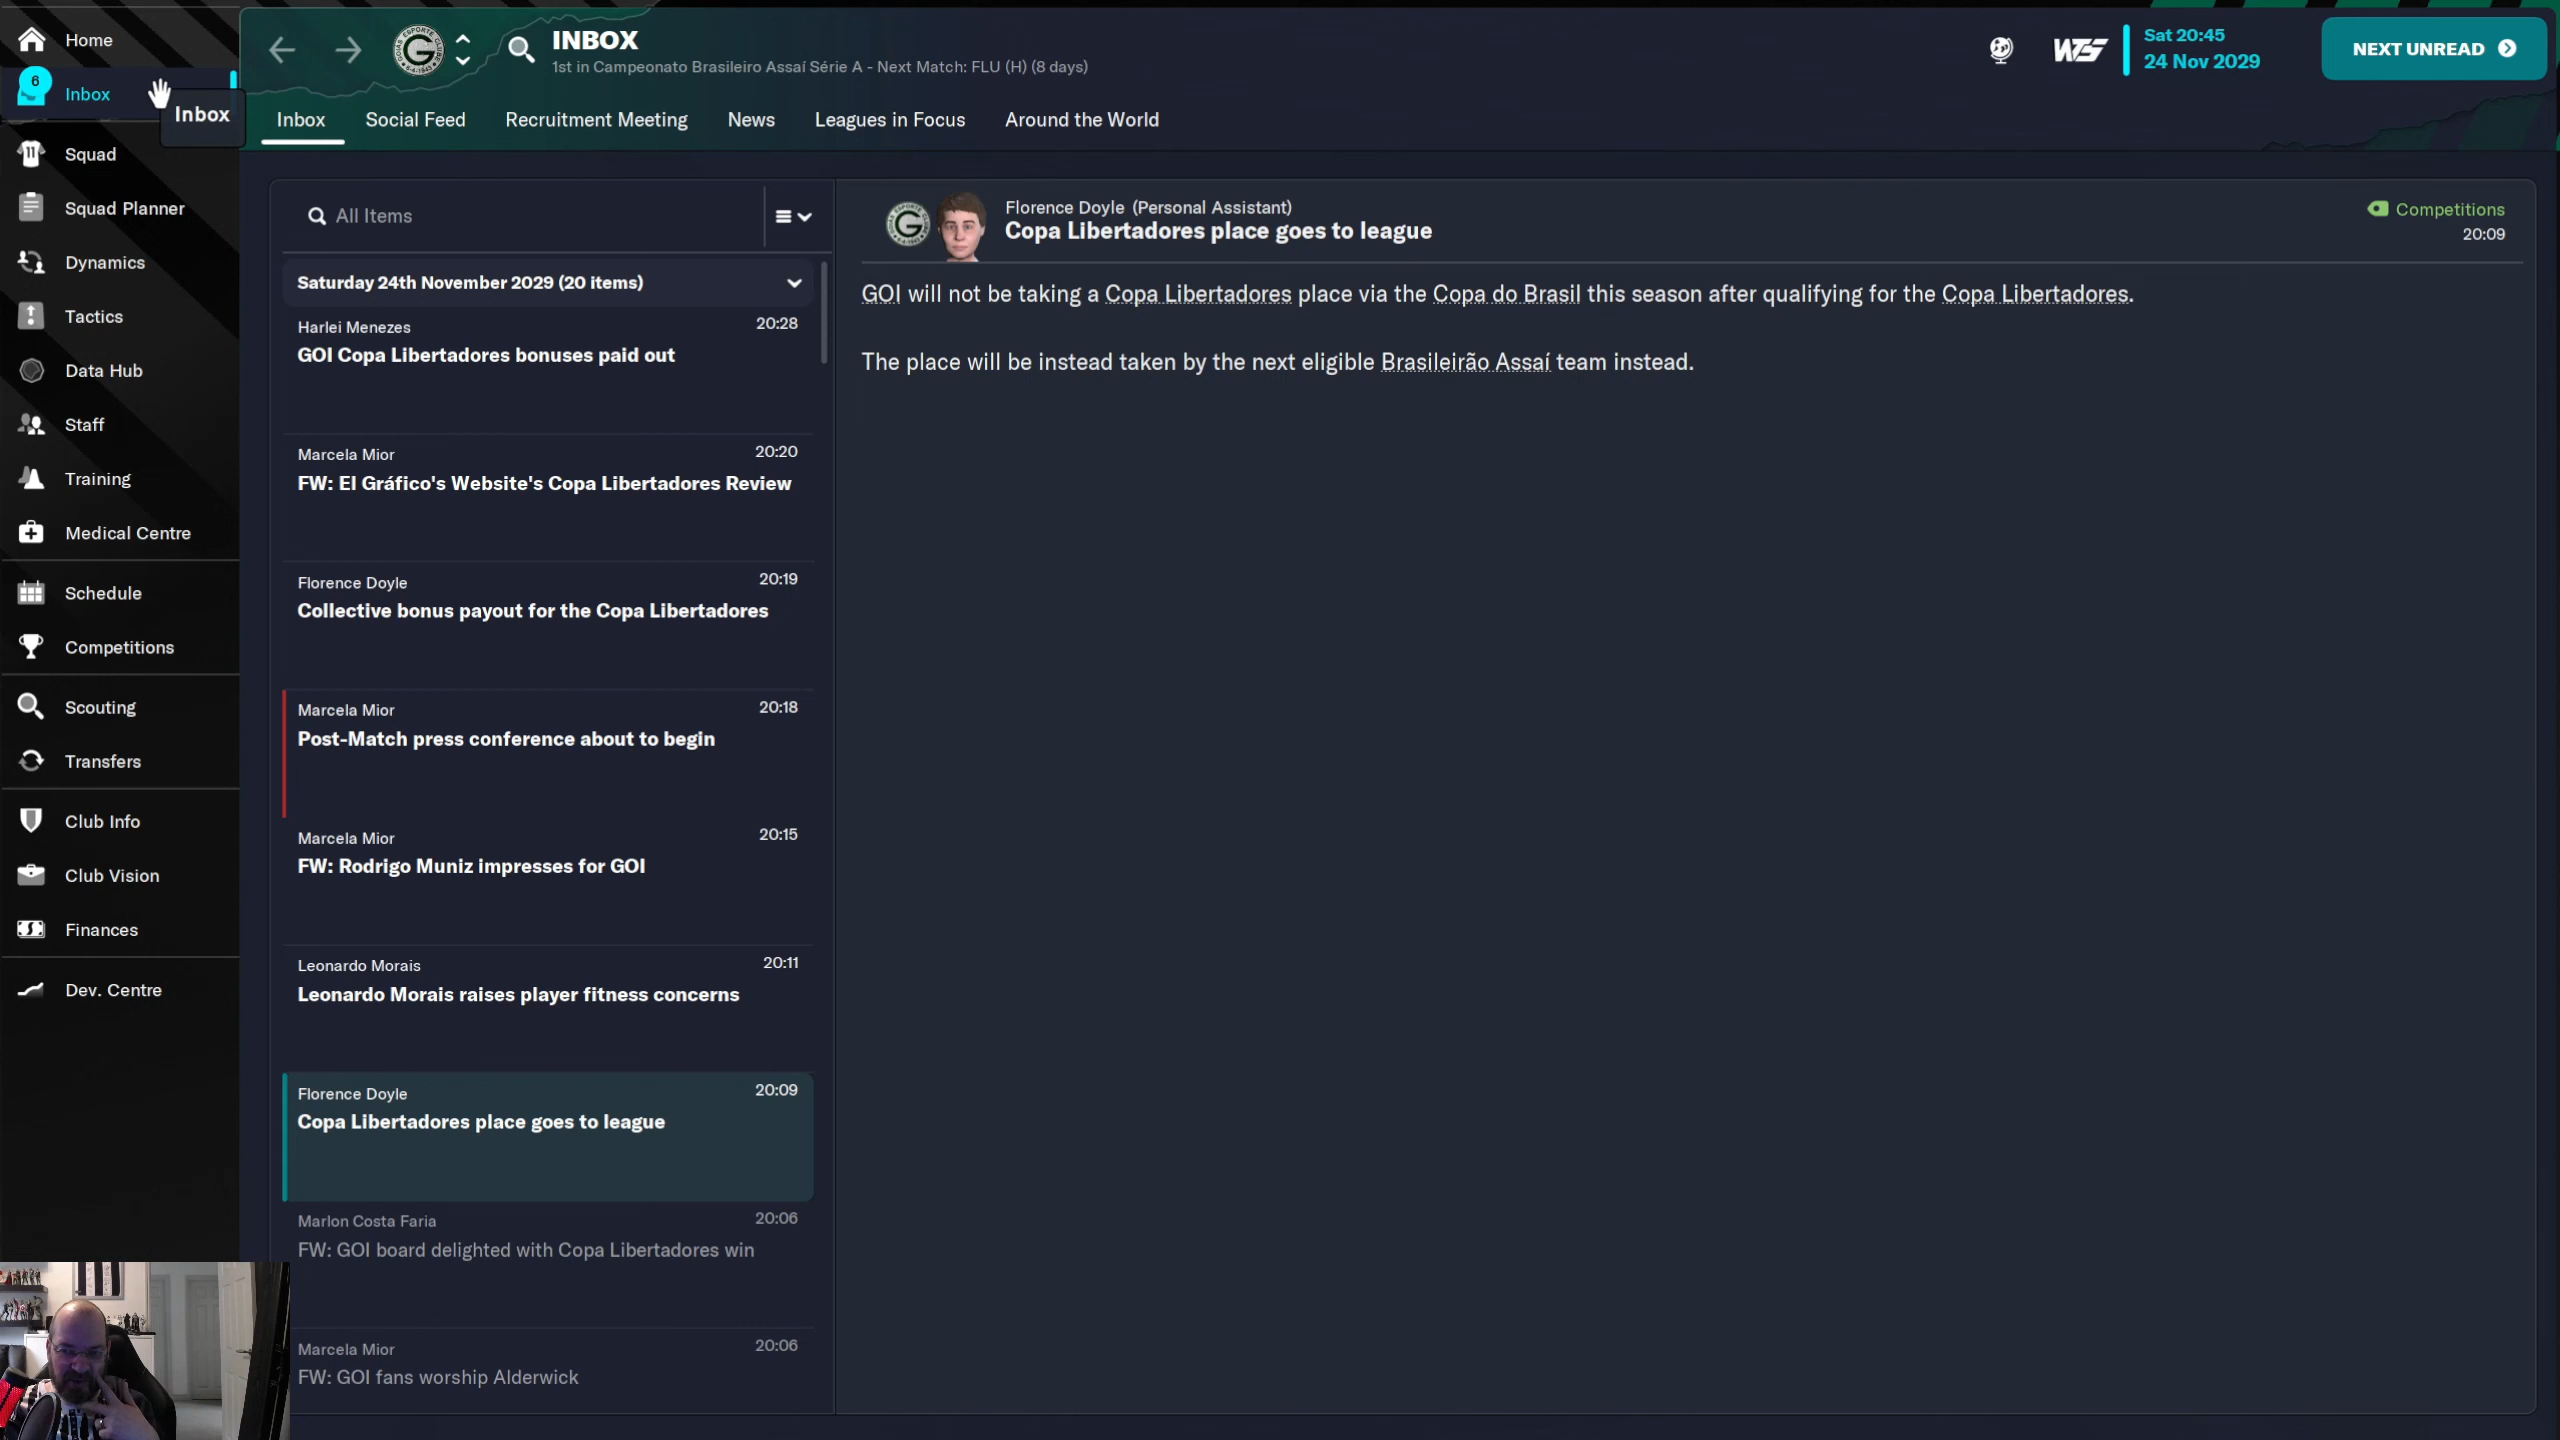 Home
6
Inbox
Inbox
Squad
Squad Planner
Dynamics
Tactics
Data Hub
Staff
Training
Medical Centre
Schedule
Competitions
Scouting
Transfers
Club Info
Club Vision
Finances
Dev. Centre
INBOX
1st in Campeonato Brasileiro Assaí Série A - Next Match: FLU (H) (8 days)
Sat 20:45
24 Nov 2029
NEXT UNREAD
Inbox
Social Feed
Recruitment Meeting
News
Leagues in Focus
Around the World
All Items
Saturday 24th November 2029 (20 items)
Harlei Menezes
20:28
GOI Copa Libertadores bonuses paid out
Marcela Mior
20:20
FW: El Gráfico's Website's Copa Libertadores Review
Florence Doyle
20:19
Collective bonus payout for the Copa Libertadores
Marcela Mior
20:18
Post-Match press conference about to begin
Marcela Mior
20:15
FW: Rodrigo Muniz impresses for GOI
Leonardo Morais
20:11
Leonardo Morais raises player fitness concerns
Florence Doyle
20:09
Copa Libertadores place goes to league
Marlon Costa Faria
20:06
FW: GOI board delighted with Copa Libertadores win
Marcela Mior
20:06
FW: GOI fans worship Alderwick
Florence Doyle (Personal Assistant)
Copa Libertadores place goes to league
Competitions
20:09
GOI will not be taking a Copa Libertadores place via the Copa do Brasil this season after qualifying for the Copa Libertadores.
The place will be instead taken by the next eligible Brasileirão Assaí team instead.